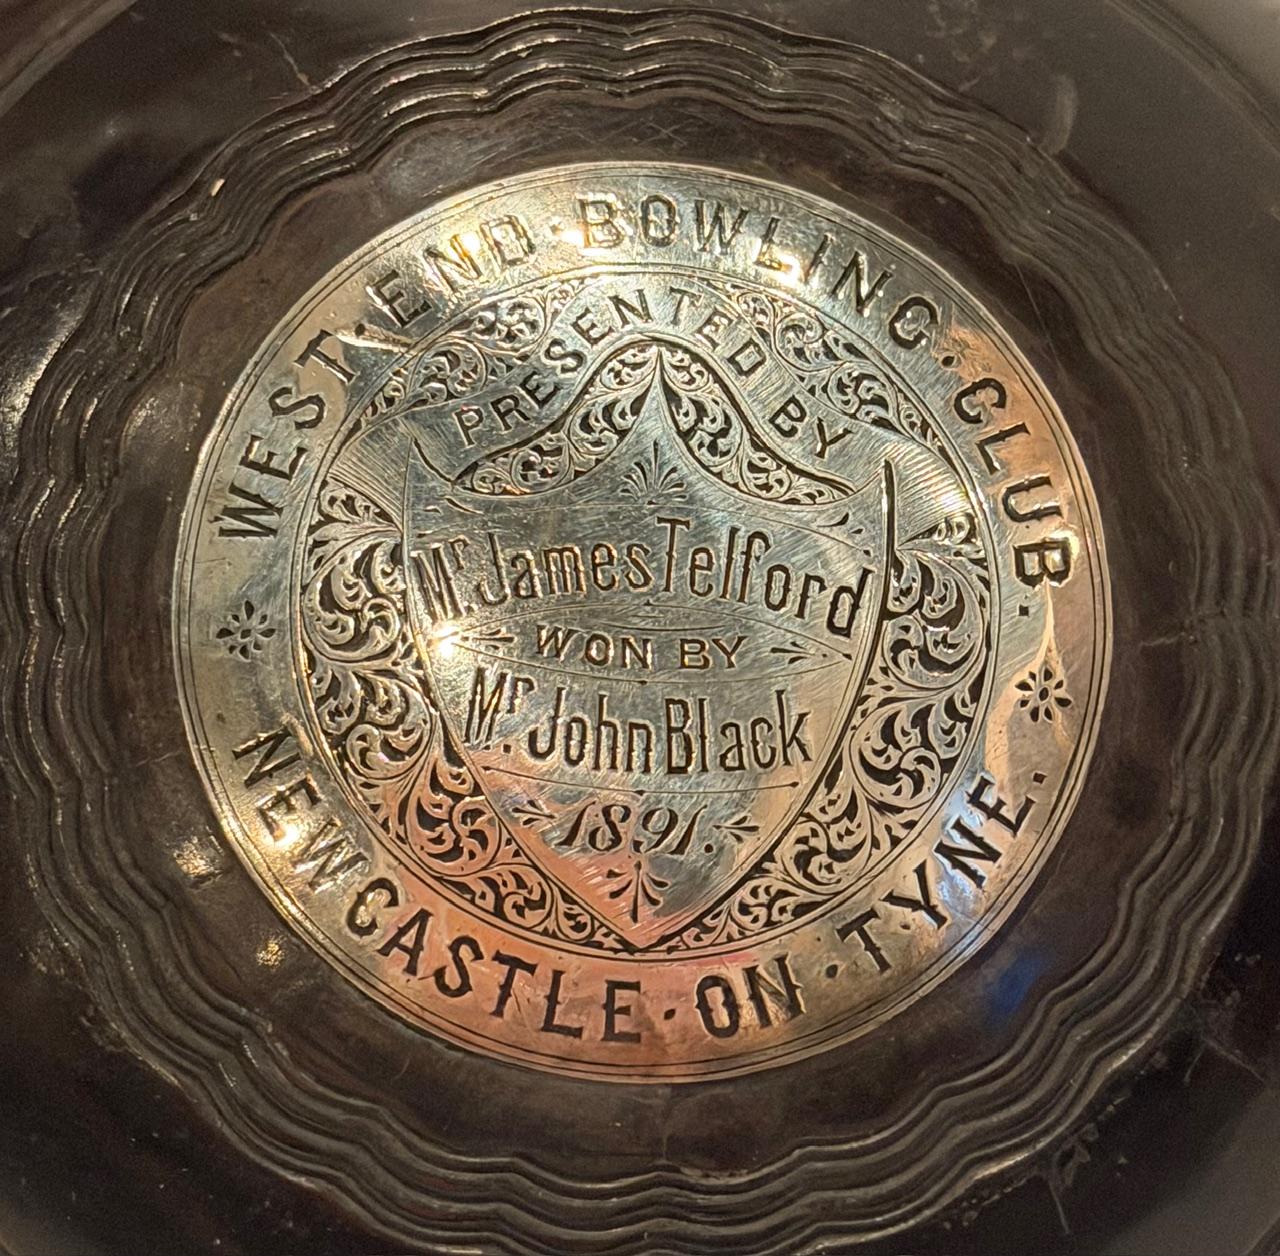 WEST·END·BOWLING·CLUB.
PRESENTED BY
Mr. James Telford
WON BY
Mr. John Black
1891.
NEWCASTLE·ON·TYNE.